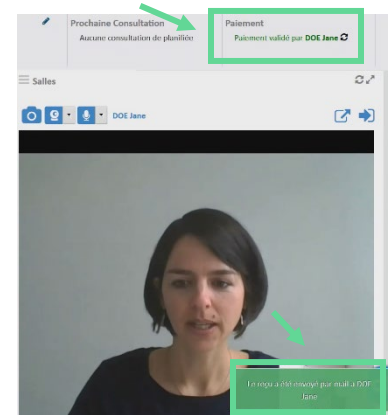 Prochaine Consultation
Aucune consultation de planifiée
Paiement
Paiement validé par DOE Jane
Salles
DOE Jane
Le reçu a été envoyé par mail à DOE
Jane